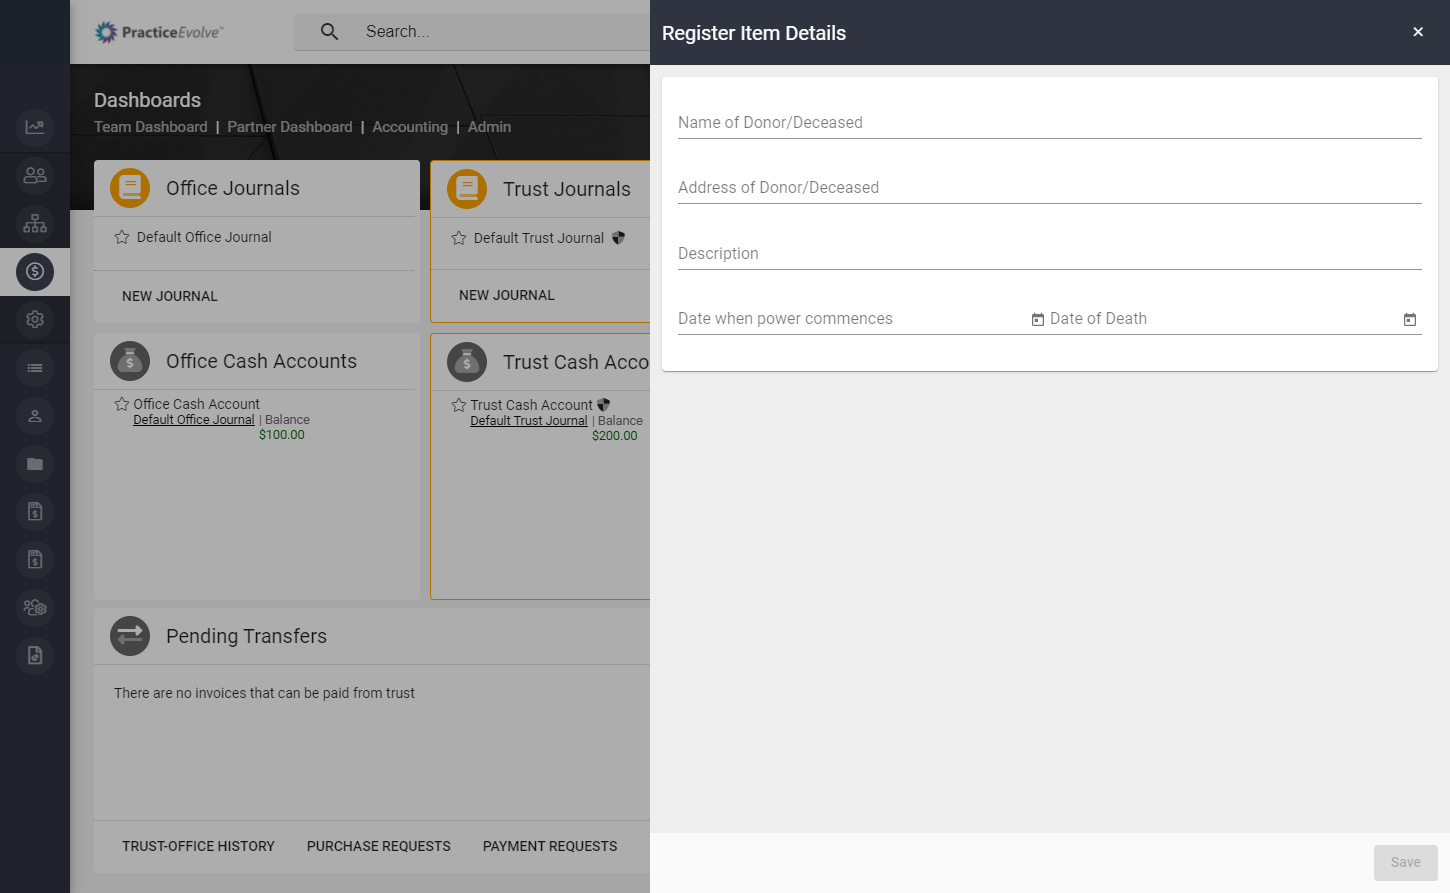 PracticeEvolve™
Search...
Dashboards
Team Dashboard | Partner Dashboard | Accounting | Admin
Office Journals
Default Office Journal
NEW JOURNAL
Trust Journals
Default Trust Journal
NEW JOURNAL
Office Cash Accounts
Office Cash Account
Default Office Journal | Balance
$100.00
Trust Cash Acco
Trust Cash Account
Default Trust Journal | Balance
$200.00
Pending Transfers
There are no invoices that can be paid from trust
TRUST-OFFICE HISTORY PURCHASE REQUESTS PAYMENT REQUESTS
Register Item Details
Name of Donor/Deceased
Address of Donor/Deceased
Description
Date when power commences Date of Death
Save